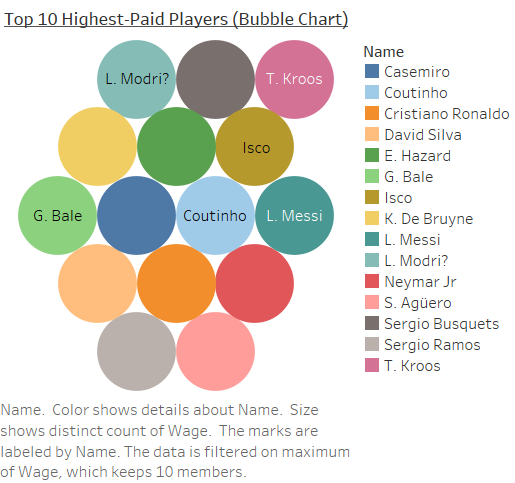 Top 10 Highest-Paid Players (Bubble Chart)
L. Modri?
T. Kroos
Isco
G. Bale
Coutinho
L. Messi
Name
Casemiro
Coutinho
Cristiano Ronaldo
David Silva
E. Hazard
G. Bale
Isco
K. De Bruyne
L. Messi
L. Modri?
Neymar Jr
S. Agüero
Sergio Busquets
Sergio Ramos
T. Kroos
Name.  Color shows details about Name.  Size
shows distinct count of Wage.  The marks are
labeled by Name. The data is filtered on maximum
of Wage, which keeps 10 members.